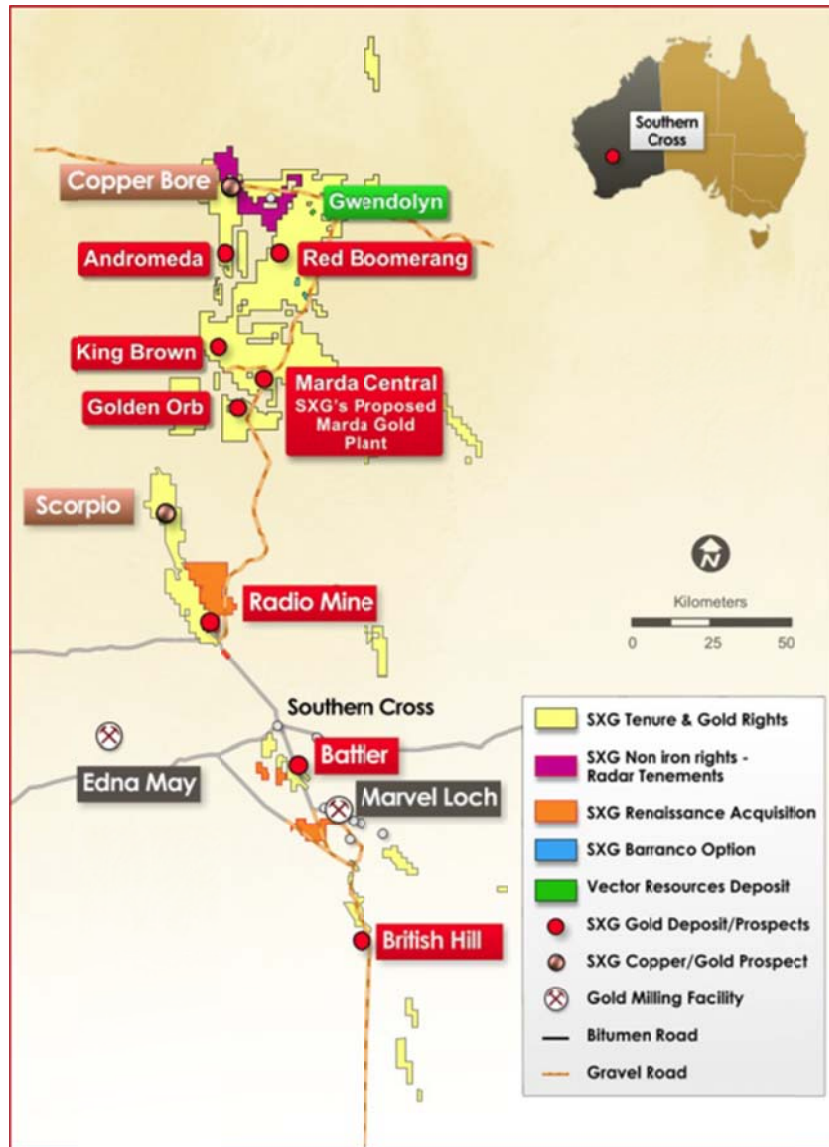 Southern
Cross
Copper Bore
Gwendolyn
Andromeda
Red Boomerang
King Brown
Marda Central
SXG's Proposed
Marda Gold
Plant
Golden Orb
Scorpio
N
Kilometers
0 25 50
Radio Mine
Southern Cross
Battler
Edna May
Marvel Loch
British Hill
SXG Tenure & Gold Rights
SXG Non iron rights -
Radar Tenements
SXG Renaissance Acquisition
SXG Barranco Option
Vector Resources Deposit
SXG Gold Deposit/Prospects
SXG Copper/Gold Prospect
Gold Milling Facility
Bitumen Road
Gravel Road